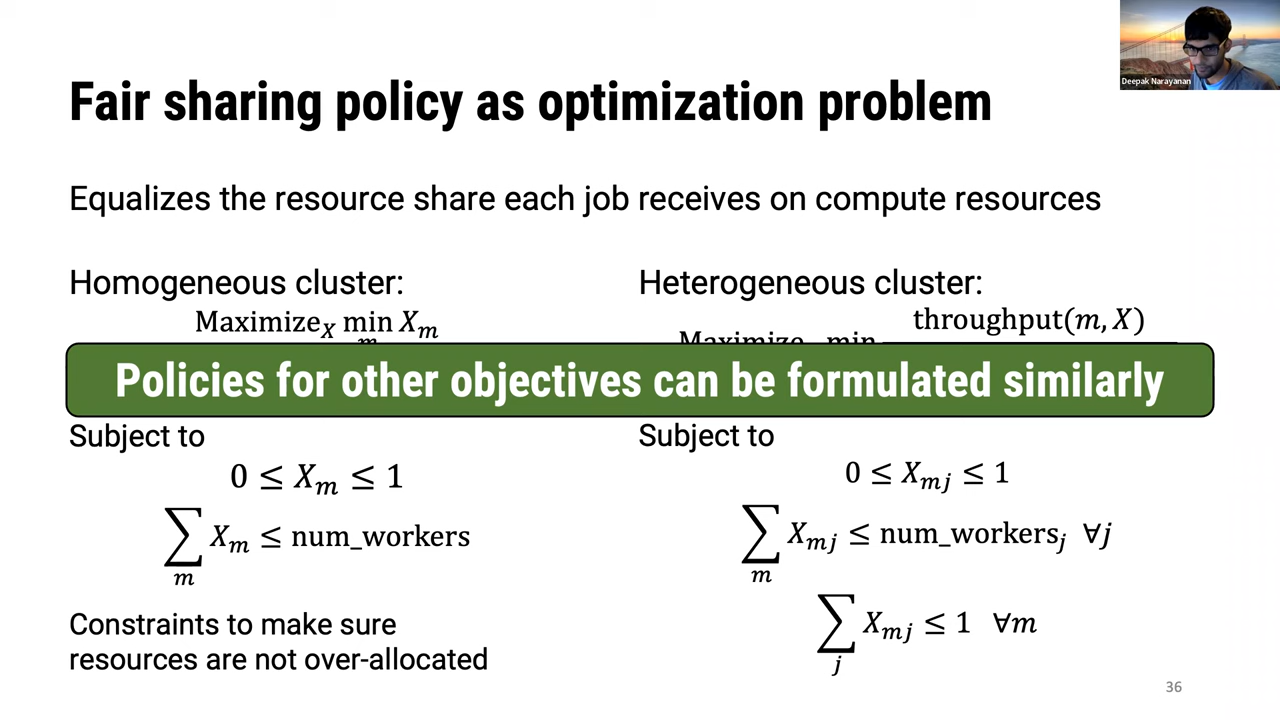 Deepak Narayanan
Fair sharing policy as optimization problem
Equalizes the resource share each job receives on compute resources
Homogeneous cluster:
Maximize_X min_m X_m
Policies for other objectives can be formulated similarly
Subject to
0 ≤ X_m ≤ 1
∑_m X_m ≤ num_workers
Constraints to make sure
resources are not over-allocated
Heterogeneous cluster:
throughput(m, X)
Maximize min
Subject to
0 ≤ X_mj ≤ 1
∑_m X_mj ≤ num_workers_j ∀j
∑_j X_mj ≤ 1 ∀m
36